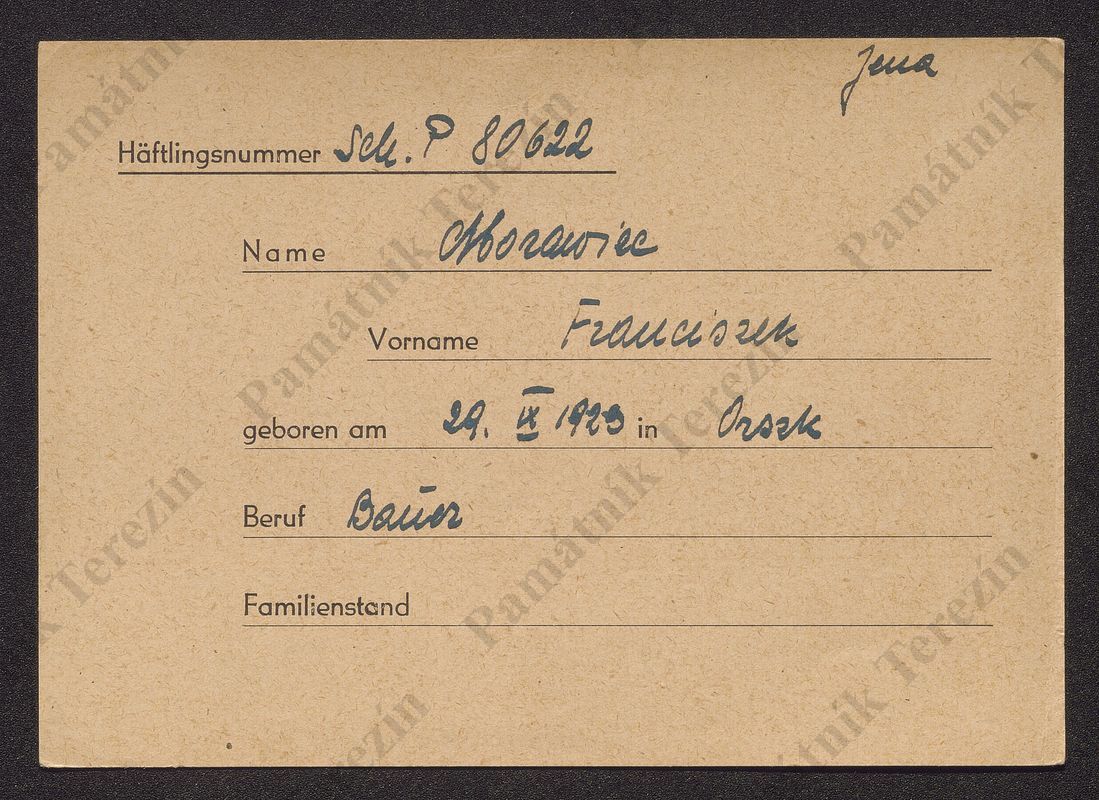 Jena
Häftlingsnummer Sch. P 80622
Name Morawiec
Vorname Franciszek
geboren am 29. IX 1923 in Orszk
Beruf Bauer
Familienstand
Památník Terezín